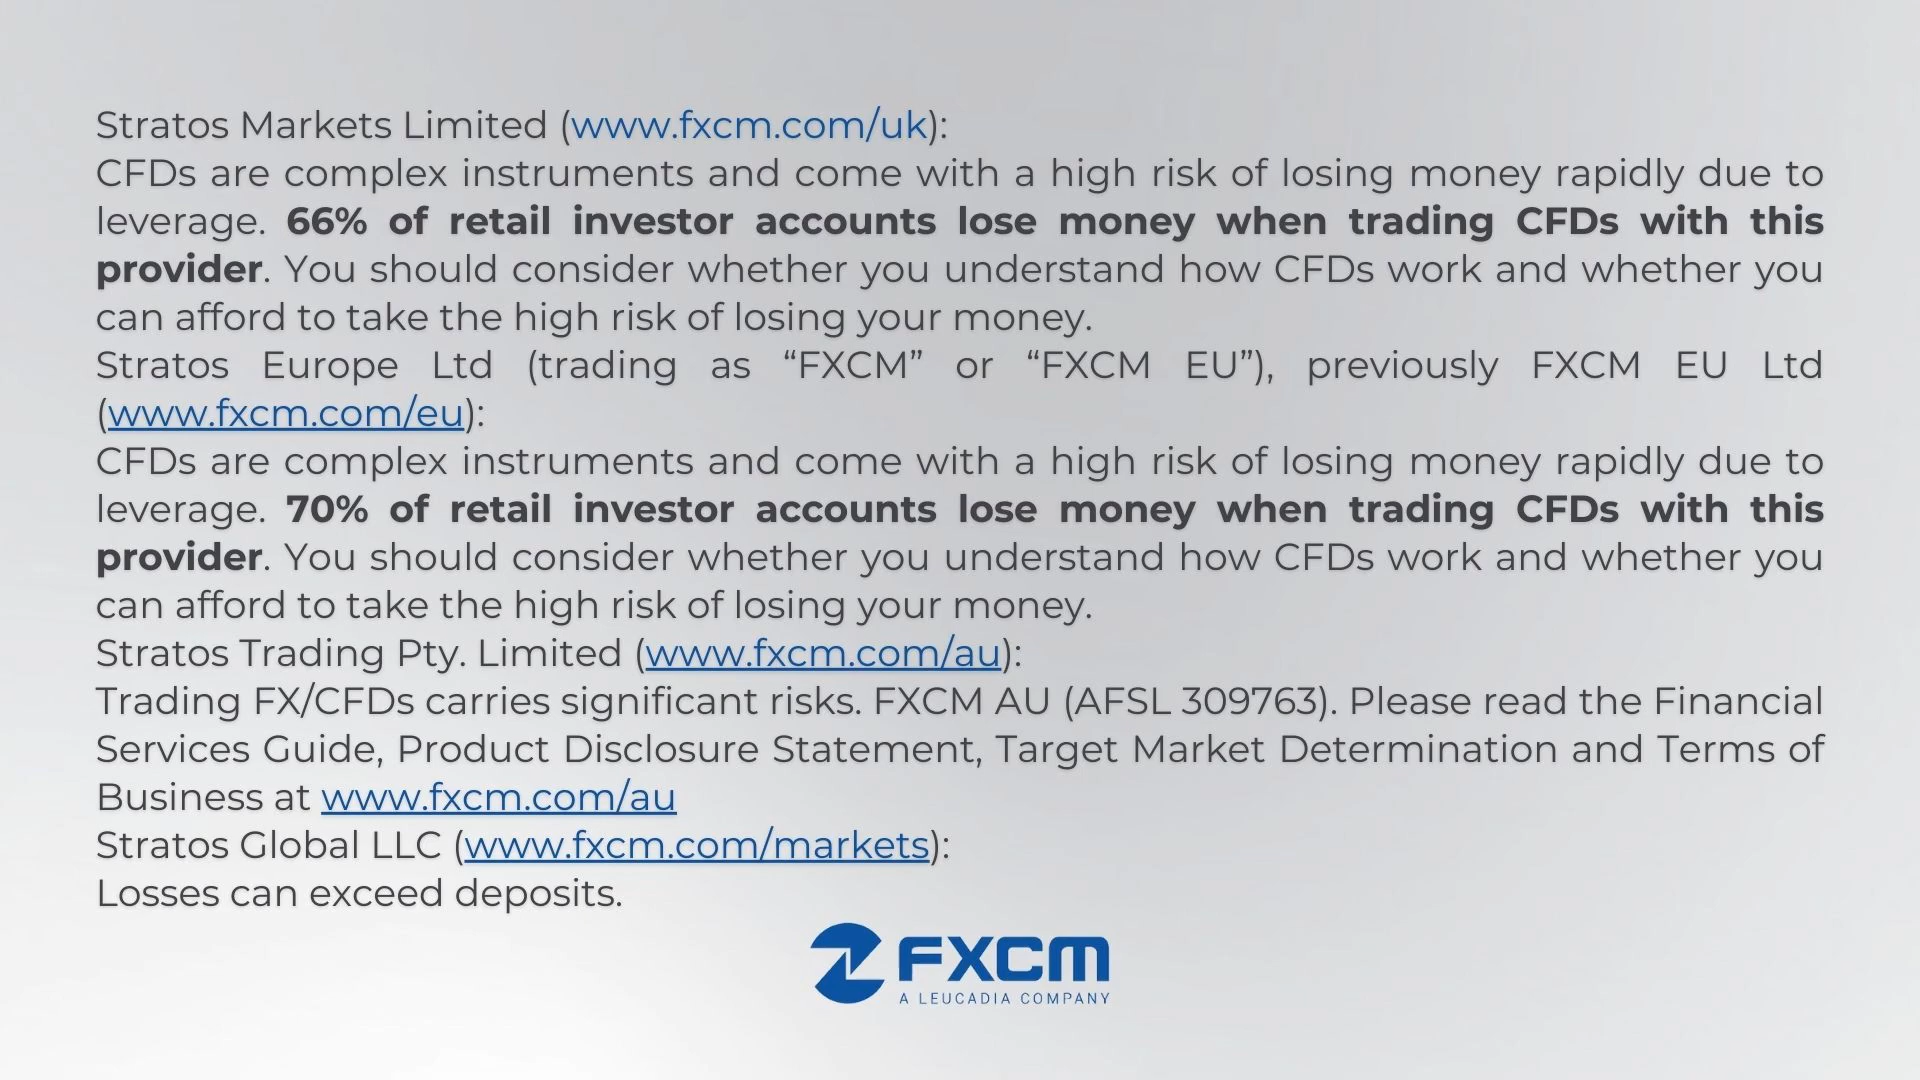 Stratos Markets Limited (www.fxcm.com/uk):
CFDs are complex instruments and come with a high risk of losing money rapidly due to
leverage. 66% of retail investor accounts lose money when trading CFDs with this
provider. You should consider whether you understand how CFDs work and whether you
can afford to take the high risk of losing your money.
Stratos Europe Ltd (trading as “FXCM” or “FXCM EU”), previously FXCM EU Ltd
(www.fxcm.com/eu):
CFDs are complex instruments and come with a high risk of losing money rapidly due to
leverage. 70% of retail investor accounts lose money when trading CFDs with this
provider. You should consider whether you understand how CFDs work and whether you
can afford to take the high risk of losing your money.
Stratos Trading Pty. Limited (www.fxcm.com/au):
Trading FX/CFDs carries significant risks. FXCM AU (AFSL 309763). Please read the Financial
Services Guide, Product Disclosure Statement, Target Market Determination and Terms of
Business at www.fxcm.com/au
Stratos Global LLC (www.fxcm.com/markets):
Losses can exceed deposits.
FXCM
A LEUCADIA COMPANY